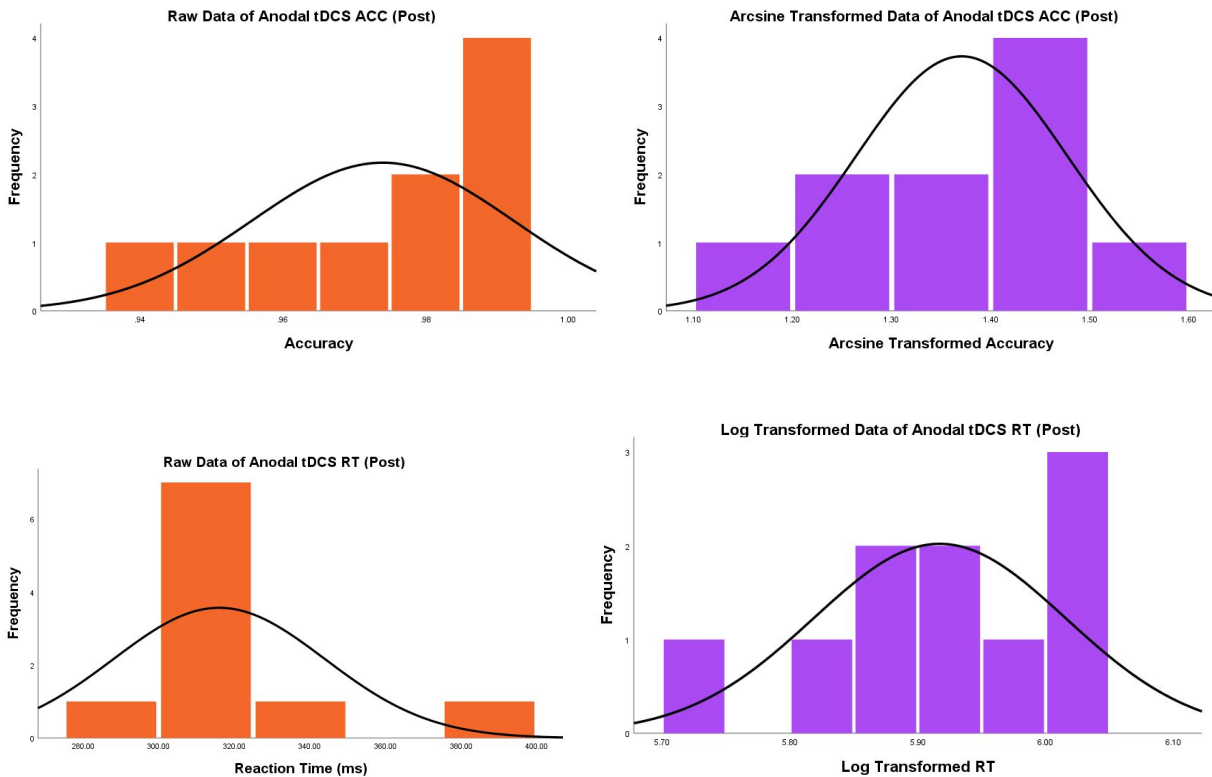 Raw Data of Anodal tDCS ACC (Post)
4
3
2
1
0
Frequency
.94 .96 .98 1.00
Accuracy
Arcsine Transformed Data of Anodal tDCS ACC (Post)
4
3
2
1
0
Frequency
1.10 1.20 1.30 1.40 1.50 1.60
Arcsine Transformed Accuracy
Raw Data of Anodal tDCS RT (Post)
6
4
2
0
Frequency
280.00 300.00 320.00 340.00 360.00 380.00 400.00
Reaction Time (ms)
Log Transformed Data of Anodal tDCS RT (Post)
3
2
1
0
Frequency
5.70 5.80 5.90 6.00 6.10
Log Transformed RT